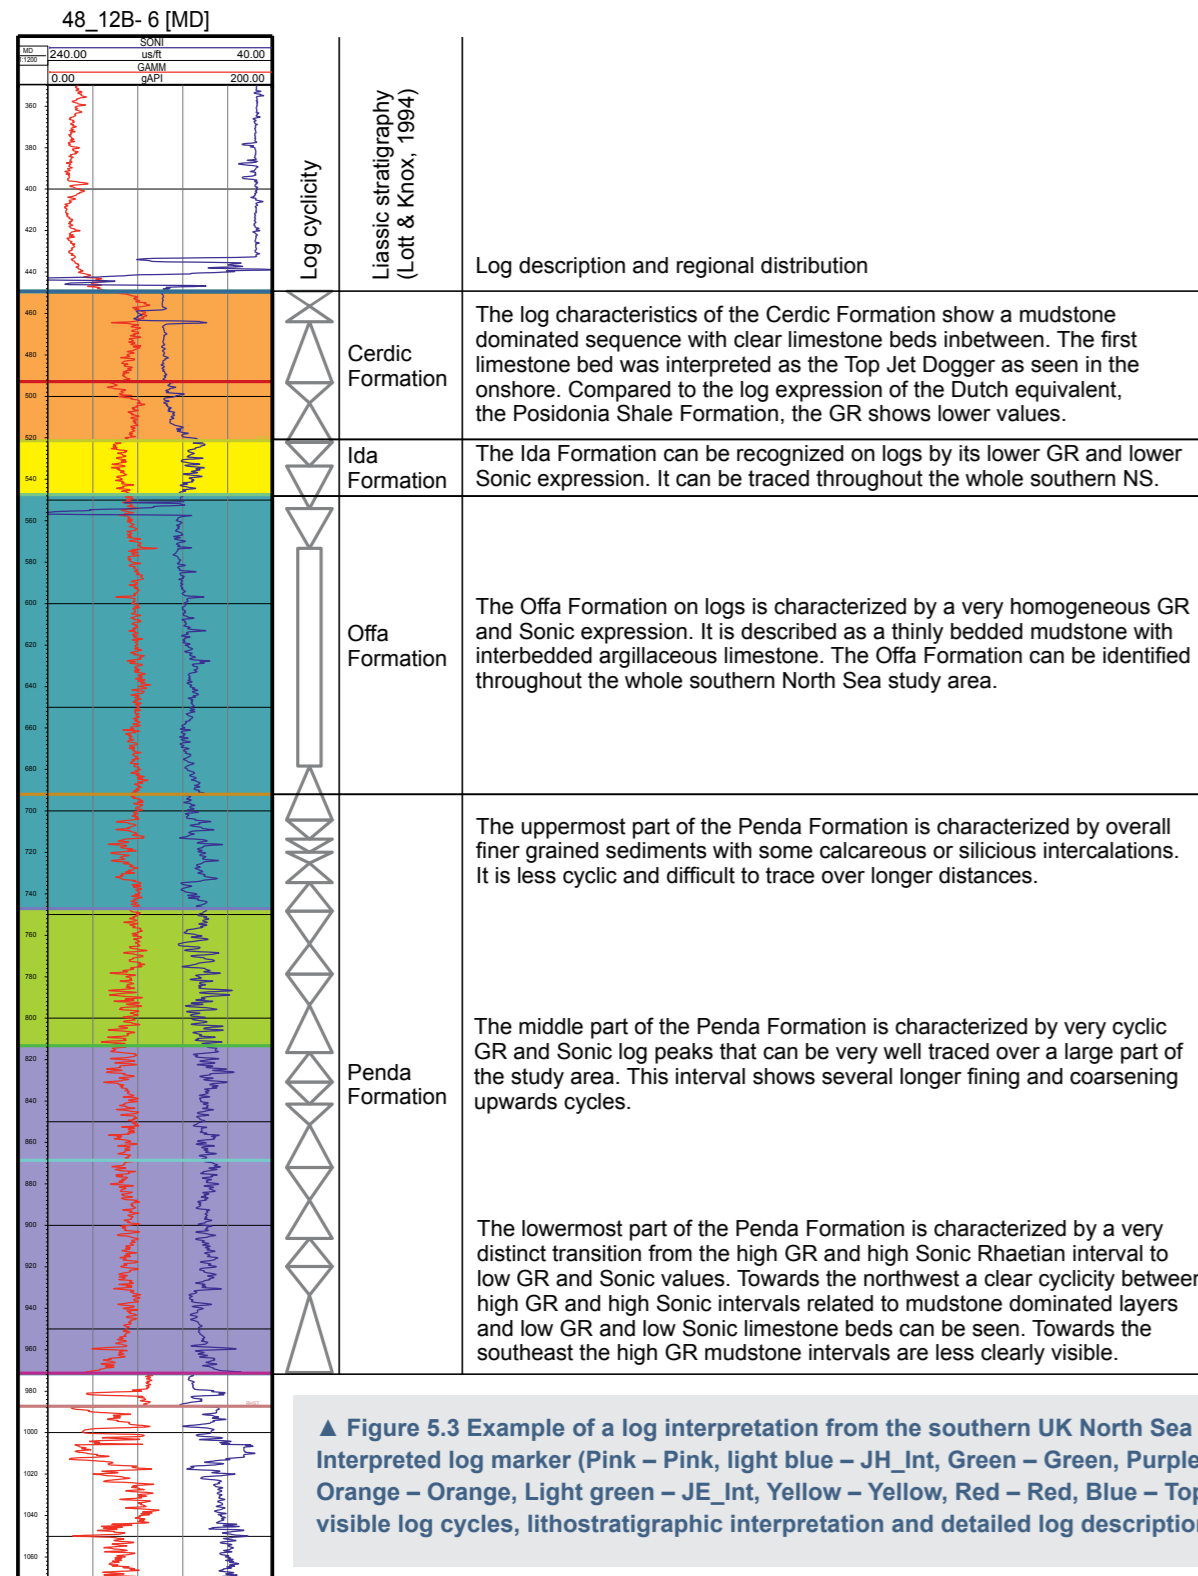 48_12B- 6 [MD]
SONI
MD 240.00 us/ft 40.00
1:1200 GAMM
0.00 gAPI 200.00
360
380
400
420
440
460
480
500
520
540
560
580
600
620
640
660
680
700
720
740
760
780
800
820
840
860
880
900
920
940
960
980
1000
1020
1040
1060
Log cyclicity
Liassic stratigraphy
(Lott & Knox, 1994)
Log description and regional distribution
Cerdic
Formation
The log characteristics of the Cerdic Formation show a mudstone
dominated sequence with clear limestone beds inbetween. The first
limestone bed was interpreted as the Top Jet Dogger as seen in the
onshore. Compared to the log expression of the Dutch equivalent,
the Posidonia Shale Formation, the GR shows lower values.
Ida
Formation
The Ida Formation can be recognized on logs by its lower GR and lower
Sonic expression. It can be traced throughout the whole southern NS.
Offa
Formation
The Offa Formation on logs is characterized by a very homogeneous GR
and Sonic expression. It is described as a thinly bedded mudstone with
interbedded argillaceous limestone. The Offa Formation can be identified
throughout the whole southern North Sea study area.
Penda
Formation
The uppermost part of the Penda Formation is characterized by overall
finer grained sediments with some calcareous or silicious intercalations.
It is less cyclic and difficult to trace over longer distances.
The middle part of the Penda Formation is characterized by very cyclic
GR and Sonic log peaks that can be very well traced over a large part of
the study area. This interval shows several longer fining and coarsening
upwards cycles.
The lowermost part of the Penda Formation is characterized by a very
distinct transition from the high GR and high Sonic Rhaetian interval to
low GR and Sonic values. Towards the northwest a clear cyclicity between
high GR and high Sonic intervals related to mudstone dominated layers
and low GR and low Sonic limestone beds can be seen. Towards the
southeast the high GR mudstone intervals are less clearly visible.
▲ Figure 5.3 Example of a log interpretation from the southern UK North Sea
Interpreted log marker (Pink – Pink, light blue – JH_Int, Green – Green, Purple
Orange – Orange, Light green – JE_Int, Yellow – Yellow, Red – Red, Blue – Top
visible log cycles, lithostratigraphic interpretation and detailed log description